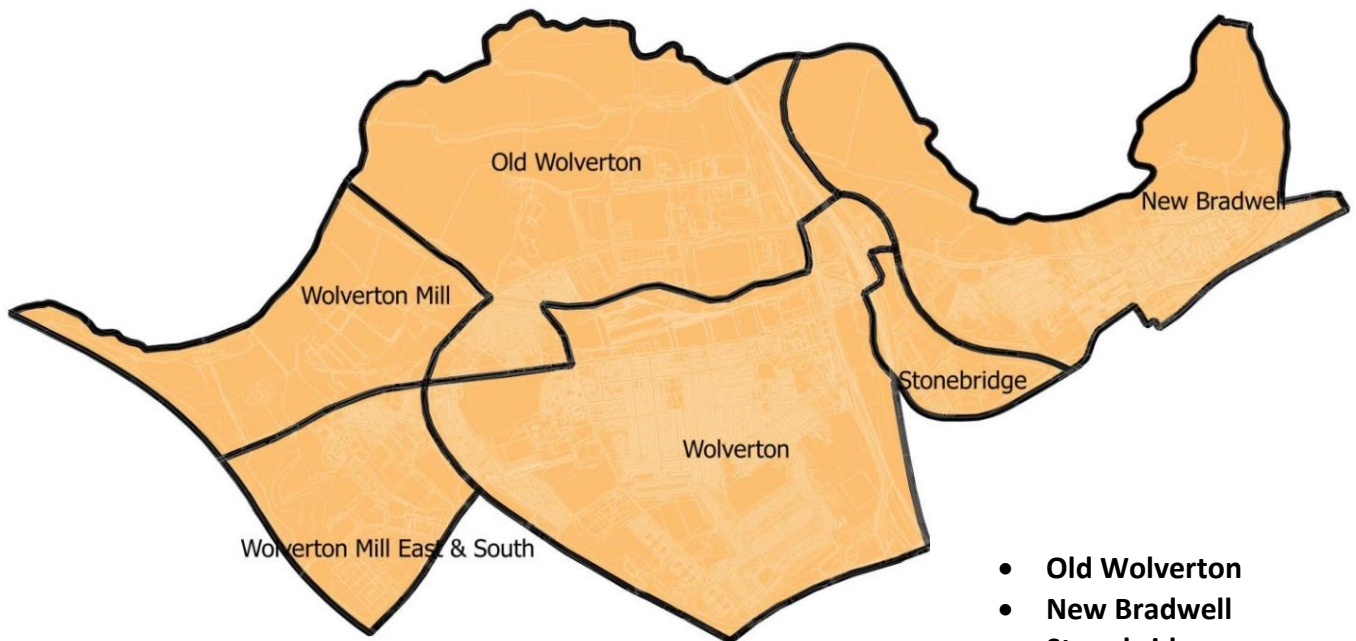 Old Wolverton
New Bradwell
Wolverton Mill
Stonebridge
Wolverton
Wolverton Mill East & South
• Old Wolverton
• New Bradwell